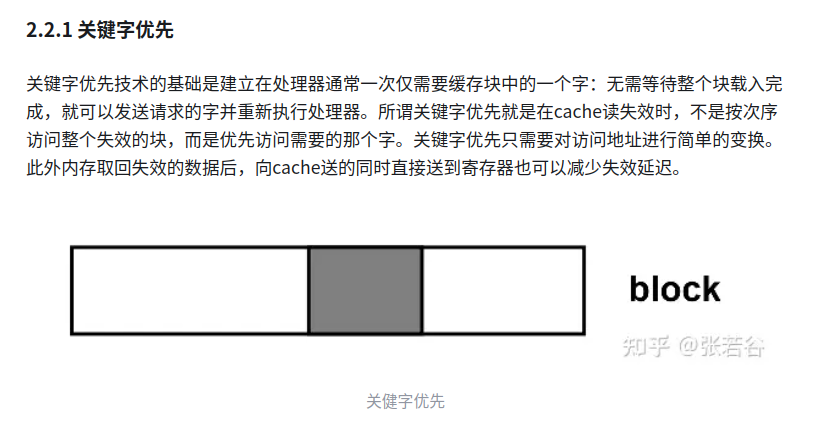 2.2.1 关键字优先
关键字优先技术的基础是建立在处理器通常一次仅需要缓存块中的一个字：无需等待整个块载入完
成，就可以发送请求的字并重新执行处理器。所谓关键字优先就是在cache读失效时，不是按次序
访问整个失效的块，而是优先访问需要的那个字。关键字优先只需要对访问地址进行简单的变换。
此外内存取回失效的数据后，向cache送的同时直接送到寄存器也可以减少失效延迟。
block
知乎 @张若谷
关健字优先